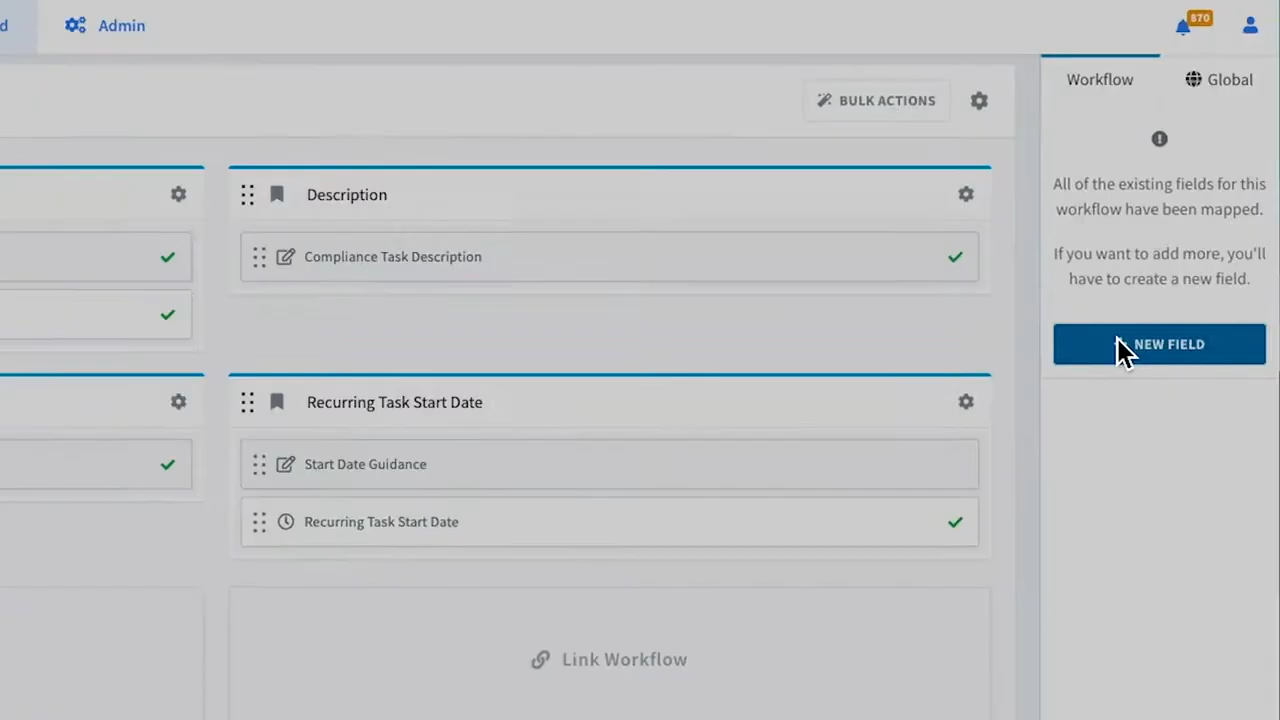 d
Admin
870
Workflow
Global
BULK ACTIONS
All of the existing fields for this
workflow have been mapped.
If you want to add more, you'll
have to create a new field.
NEW FIELD
Description
Compliance Task Description
Recurring Task Start Date
Start Date Guidance
Recurring Task Start Date
Link Workflow